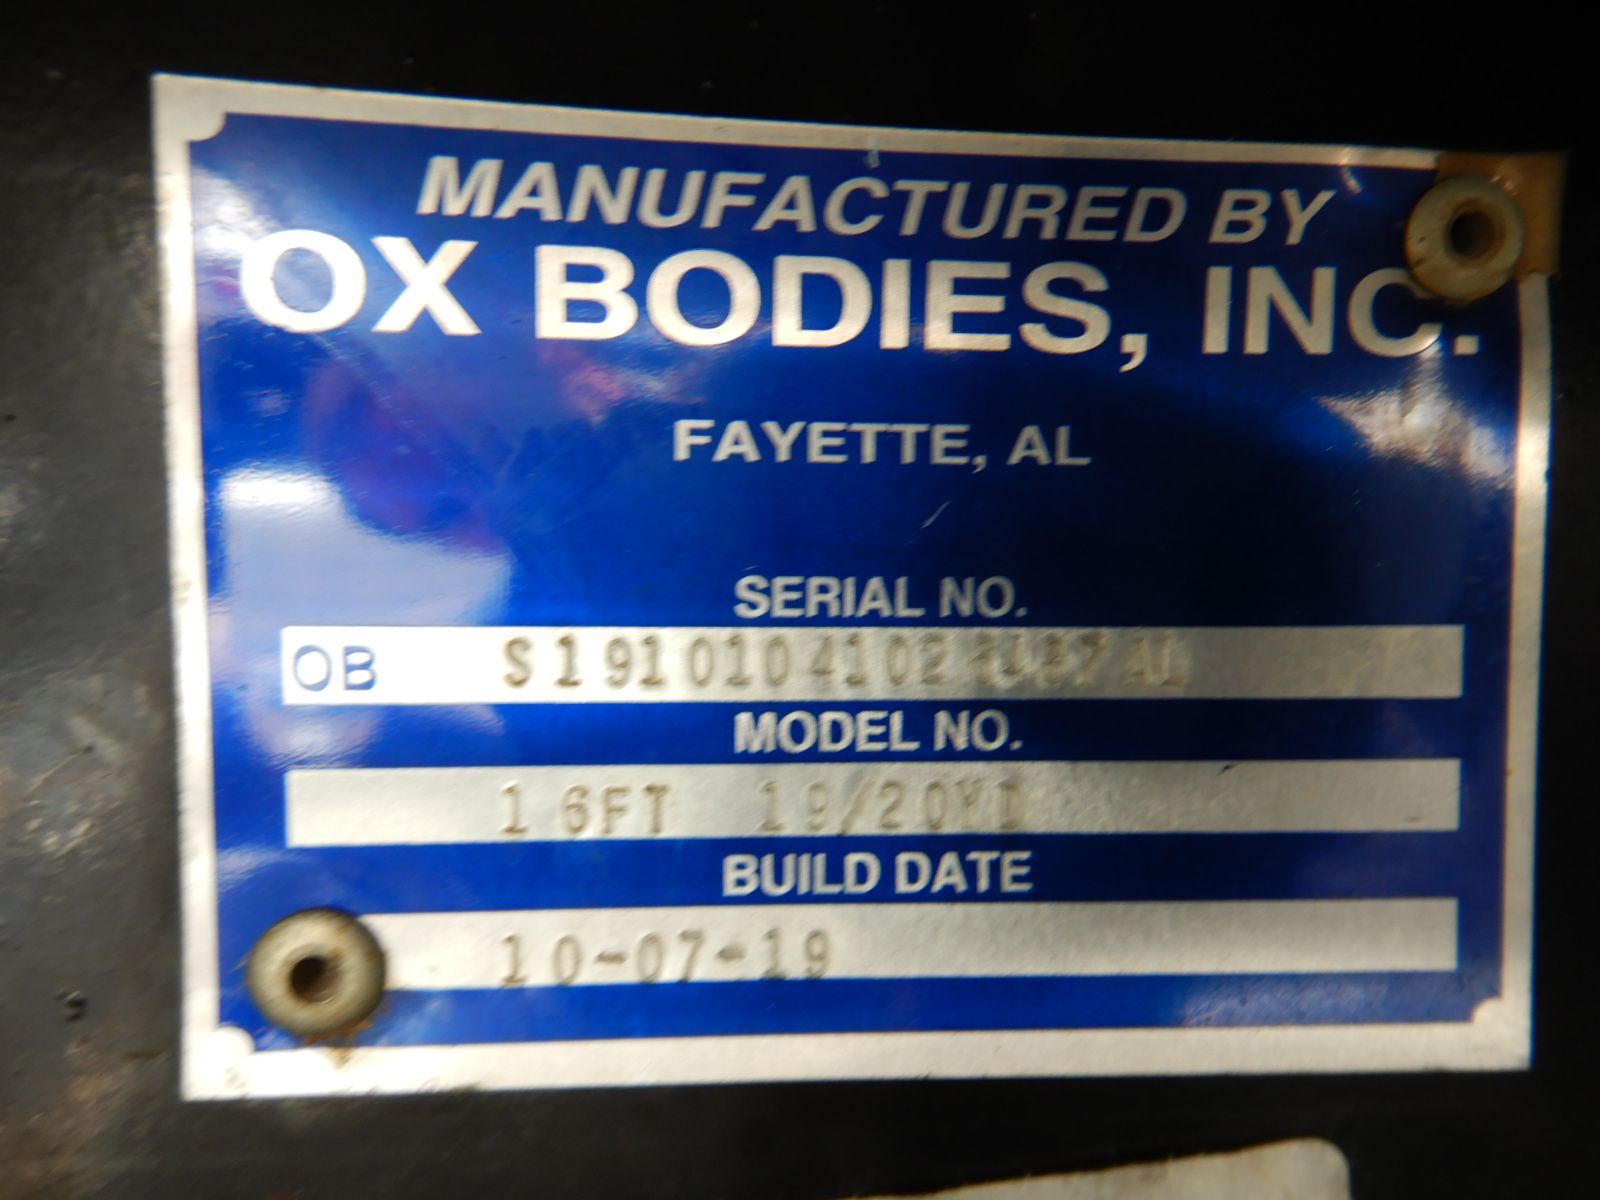 MANUFACTURED BY
OX BODIES, INC.
FAYETTE, AL
SERIAL NO.
OB
MODEL NO.
16FT 19/20YD
BUILD DATE
10-07-19